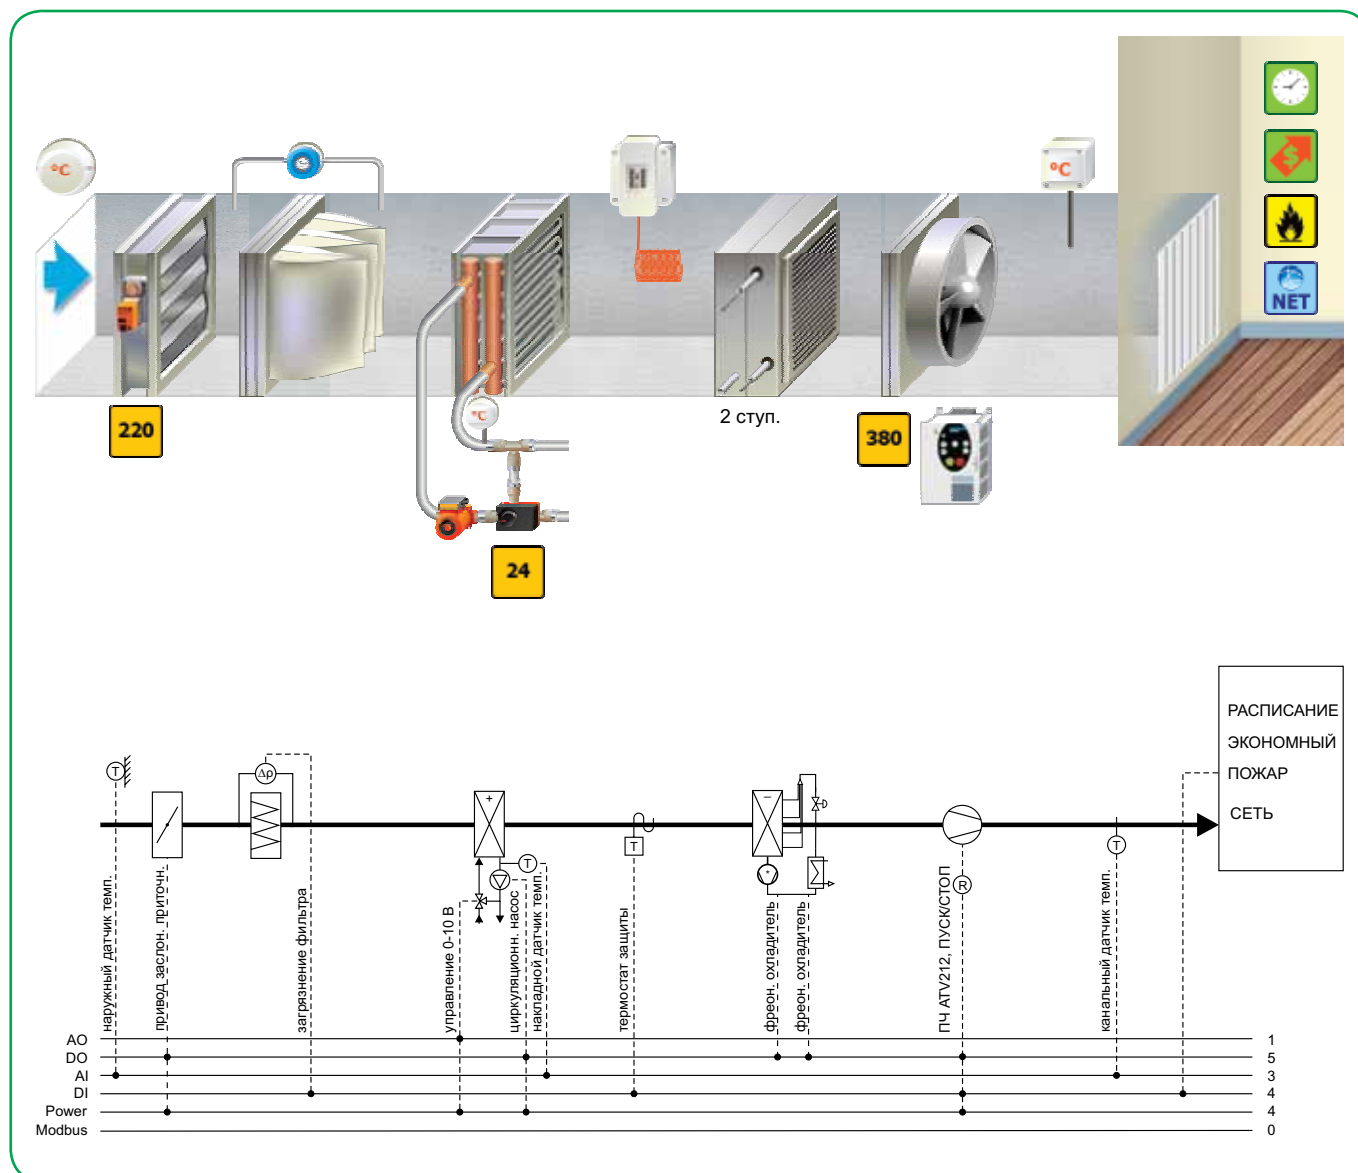 °C
°C
NET
220
°C
2 ступ.
380
24
РАСПИСАНИЕ
ЭКОНОМНЫЙ
ПОЖАР
СЕТЬ
T
Δp
+
T
T
–
*
R
T
наружный датчик темп.
привод заслон. приточн.
загрязнение фильтра
управление 0-10 В
циркуляционн. насос
накладной датчик темп.
термостат защиты
фреон. охладитель
фреон. охладитель
ПЧ ATV212, ПУСК/СТОП
канальный датчик темп.
AO 1
DO 5
AI 3
DI 4
Power 4
Modbus 0